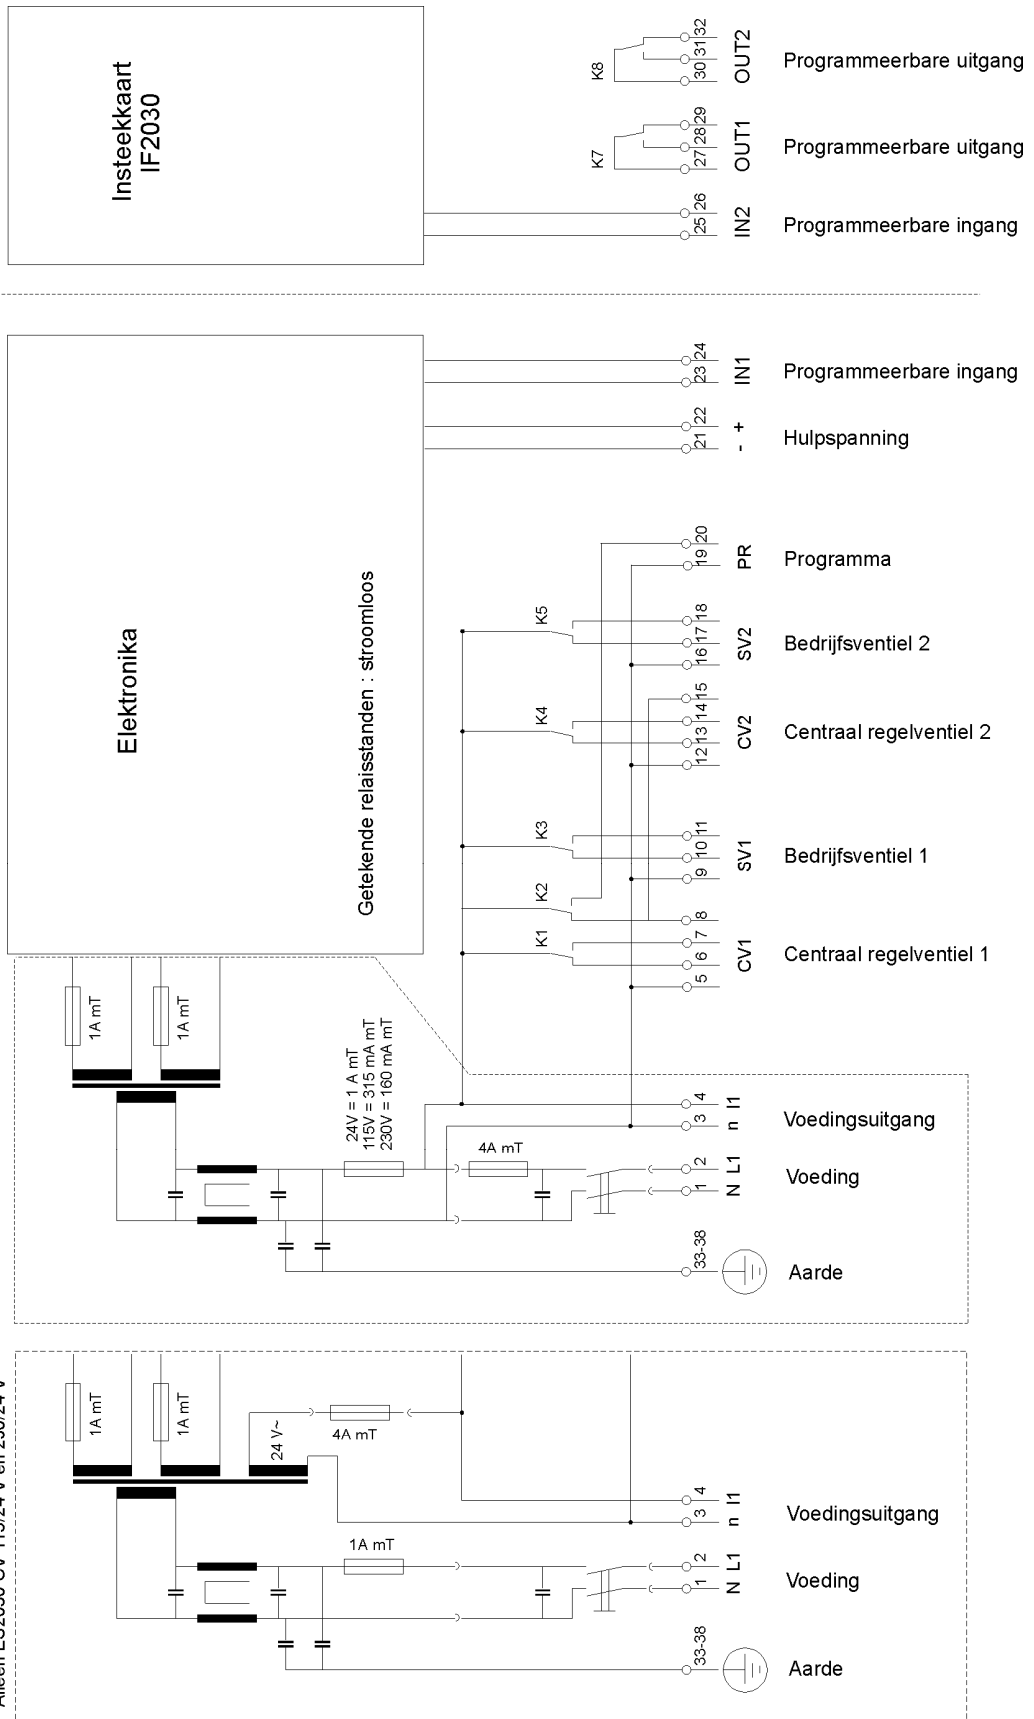 Insteekkaart
IF2030
K8
32
31
30
OUT2
Programmeerbare uitgang
K7
29
28
27
OUT1
Programmeerbare uitgang
26
25
IN2
Programmeerbare ingang
Elektronika
Getekende relaisstanden : stroomloos
24
23
IN1
Programmeerbare ingang
22
21
+
-
Hulpspanning
20
19
PR
Programma
K5
18
17
16
SV2
Bedrijfsventiel 2
K4
15
14
13
12
CV2
Centraal regelventiel 2
K3
11
10
9
SV1
Bedrijfsventiel 1
K2
K1
8
7
6
5
CV1
Centraal regelventiel 1
1A mT
1A mT
24V = 1 A mT
115V = 315 mA mT
230V = 160 mA mT
4A mT
4
3
l1
n
Voedingsuitgang
2
1
L1
N
Voeding
33-38
Aarde
1A mT
1A mT
24 V~
4A mT
4
3
l1
n
Voedingsuitgang
1A mT
2
1
L1
N
Voeding
33-38
Aarde